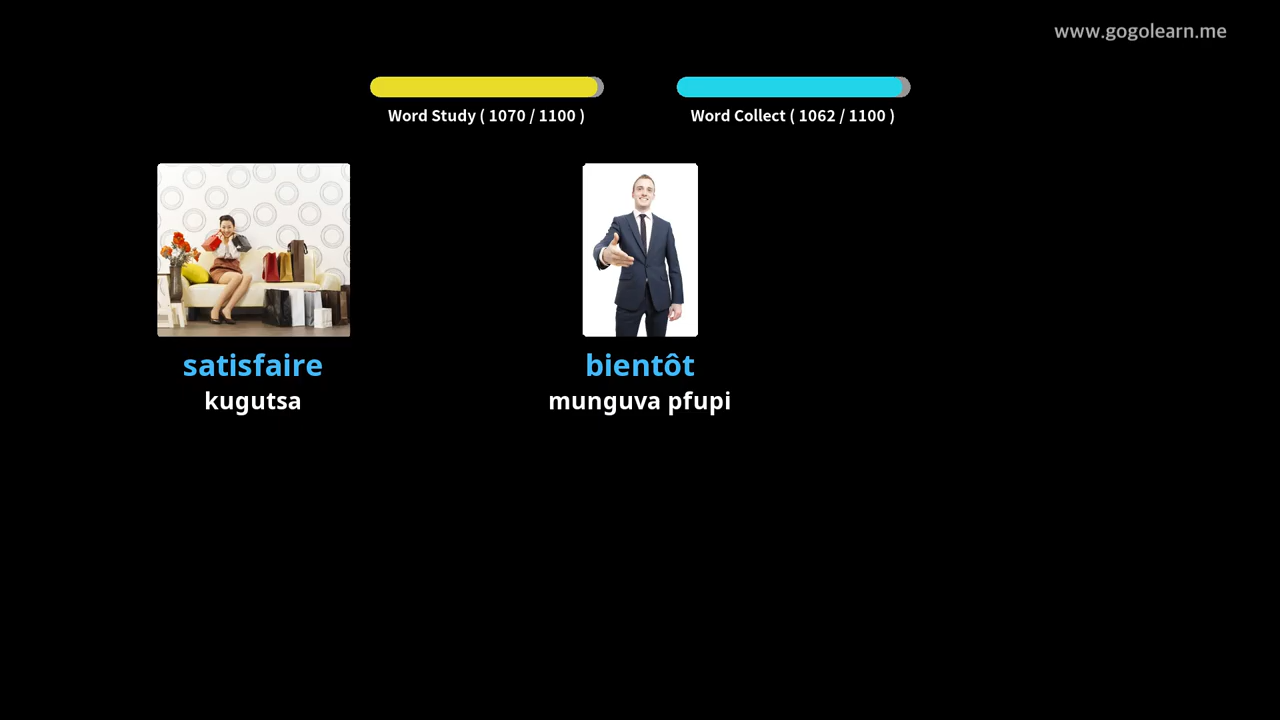 www.gogolearn.me
Word Study ( 1070 / 1100 )
Word Collect ( 1062 / 1100 )
satisfaire
kugutsa
bientôt
munguva pfupi